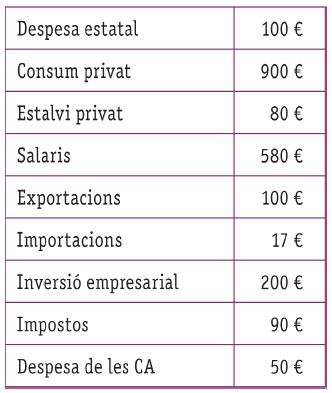 Despesa estatal 100 €
Consum privat 900 €
Estalvi privat 80 €
Salaris 580 €
Exportacions 100 €
Importacions 17 €
Inversió empresarial 200 €
Impostos 90 €
Despesa de les CA 50 €